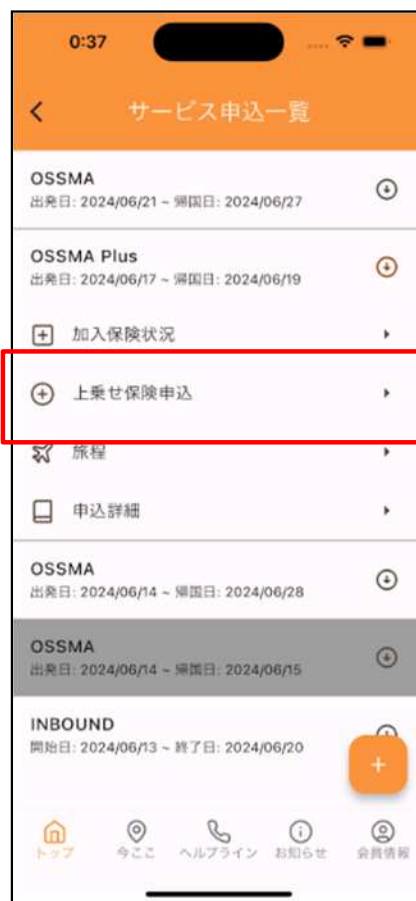 0:37
サービス申込一覧
OSSMA
出発日: 2024/06/21 ~ 帰国日: 2024/06/27
OSSMA Plus
出発日: 2024/06/17 ~ 帰国日: 2024/06/19
加入保険状況
上乗せ保険申込
旅程
申込詳細
OSSMA
出発日: 2024/06/14 ~ 帰国日: 2024/06/28
OSSMA
出発日: 2024/06/14 ~ 帰国日: 2024/06/15
INBOUND
開始日: 2024/06/13 ~ 終了日: 2024/06/20
トップ 今ここ ヘルプライン お知らせ 会員情報